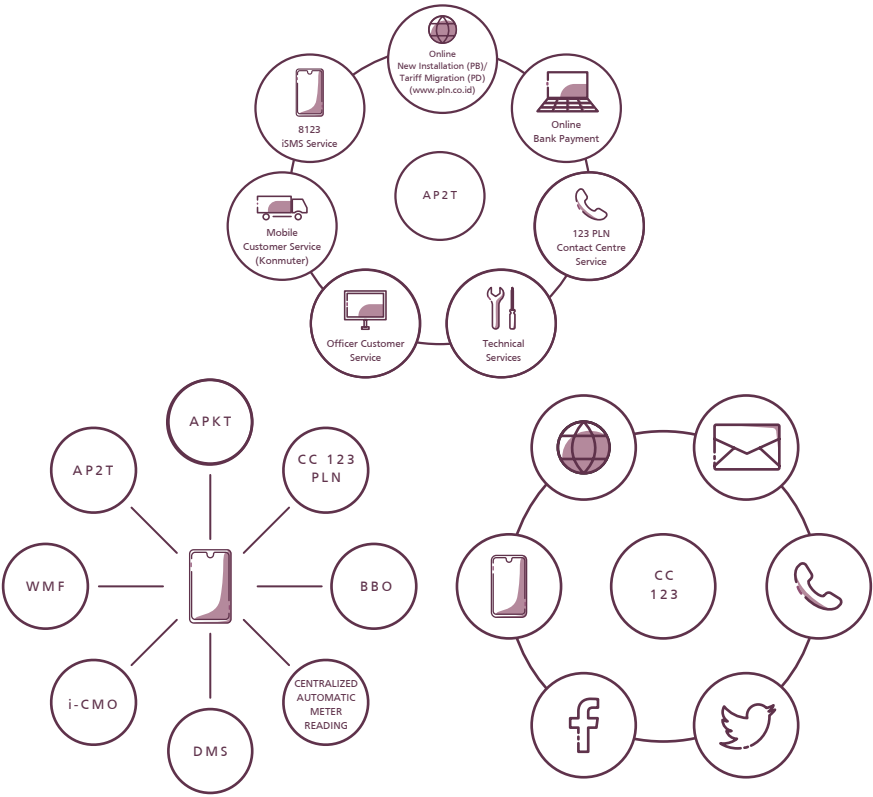 Online
New Installation (PB)/
Tariff Migration (PD)
(www.pln.co.id)
8123
iSMS Service
Online
Bank Payment
AP2T
Mobile
Customer Service
(Konmuter)
123 PLN
Contact Centre
Service
Officer Customer
Service
Technical
Services
APKT
AP2T
CC 123
PLN
WMF
BBO
i-CMO
CENTRALIZED
AUTOMATIC
METER
READING
DMS
CC
123